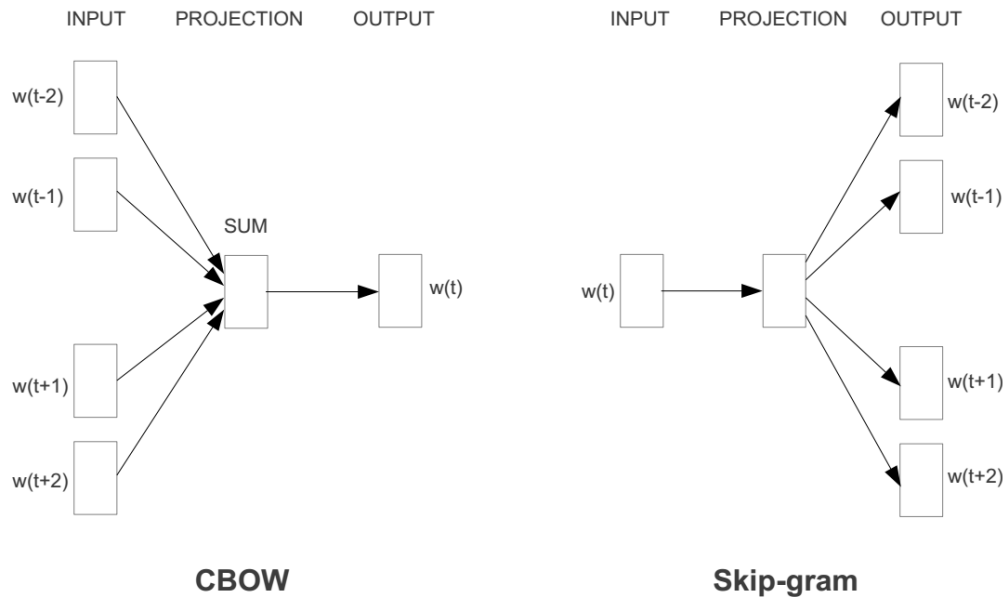 INPUT PROJECTION OUTPUT
w(t-2)
w(t-1)
SUM
w(t)
w(t+1)
w(t+2)
CBOW
INPUT PROJECTION OUTPUT
w(t-2)
w(t-1)
w(t)
w(t+1)
w(t+2)
Skip-gram